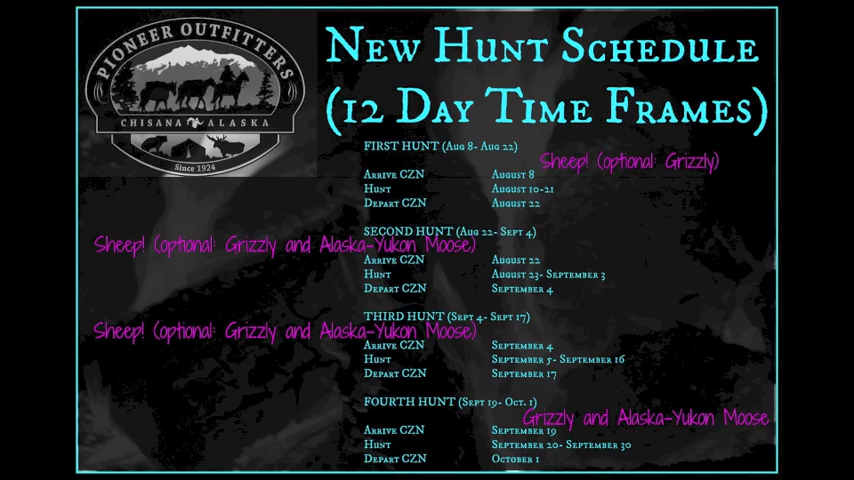 PIONEER OUTFITTERS
CHISANA ALASKA
Since 1924
New Hunt Schedule
(12 Day Time Frames)
FIRST HUNT (Aug 8- Aug 22)
Sheep! (optional: Grizzly)
Arrive CZN August 8
Hunt August 10-21
Depart CZN August 22
SECOND HUNT (Aug 22- Sept 4)
Sheep! (optional: Grizzly and Alaska-Yukon Moose)
Arrive CZN August 22
Hunt August 23- September 3
Depart CZN September 4
THIRD HUNT (Sept 4- Sept 17)
Sheep! (optional: Grizzly and Alaska-Yukon Moose)
Arrive CZN September 4
Hunt September 5- September 16
Depart CZN September 17
FOURTH HUNT (Sept 19- Oct. 1)
Grizzly and Alaska-Yukon Moose
Arrive CZN September 19
Hunt September 20- September 30
Depart CZN October 1